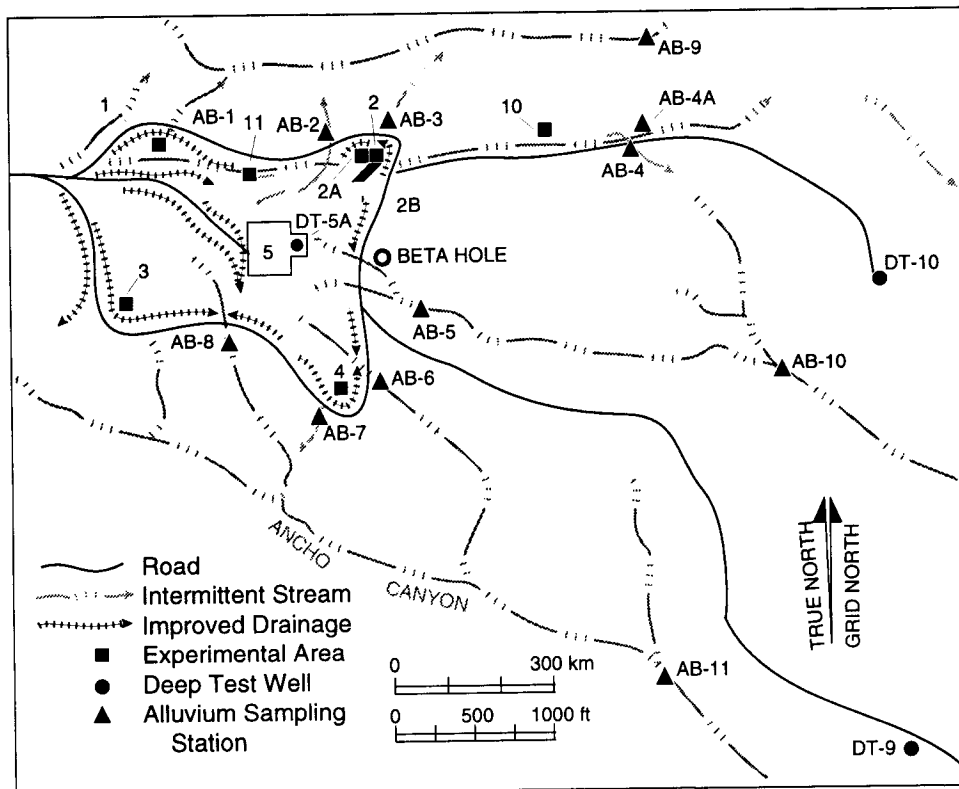 AB-9
1
AB-1
11
AB-2
2
AB-3
10
AB-4A
2A
AB-4
2B
DT-5A
5
BETA HOLE
3
DT-10
AB-5
AB-8
4
AB-6
AB-10
AB-7
ANCHO
CANYON
TRUE NORTH
GRID NORTH
Road
Intermittent Stream
Improved Drainage
Experimental Area
Deep Test Well
Alluvium Sampling
Station
0 300 km
0 500 1000 ft
AB-11
DT-9